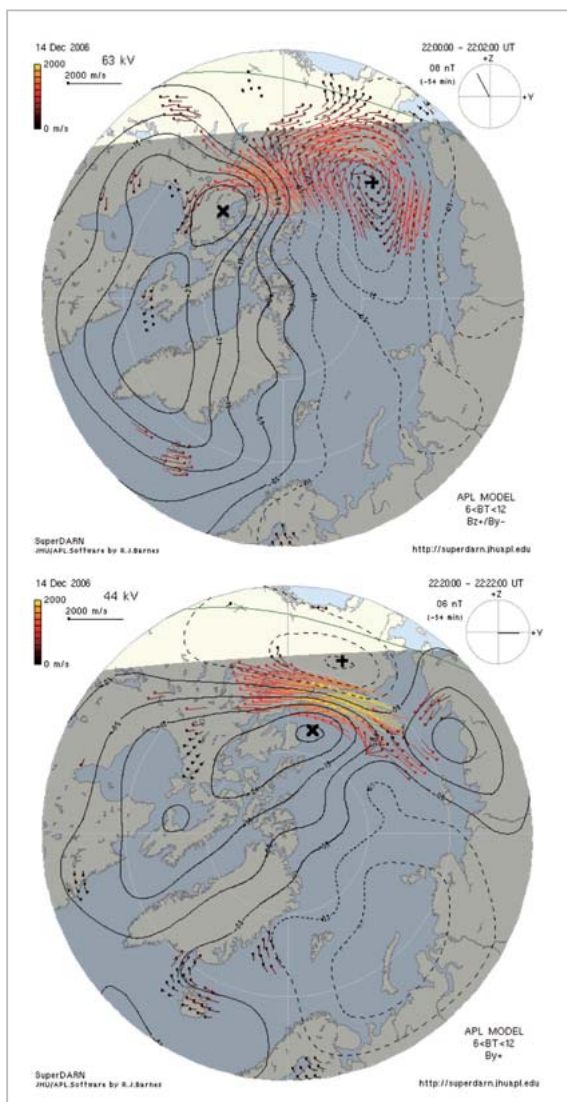 14 Dec 2006
2000
63 kV
2000 m/s
0 m/s
22:00:00 - 22:02:00 UT
08 nT
(-54 min)
+Z
+Y
APL MODEL
6<BT<12
Bz+/By-
SuperDARN
JHU/APL Software by R.J.Barnes
http://superdarn.jhuapl.edu
14 Dec 2006
2000
44 kV
2000 m/s
0 m/s
22:20:00 - 22:22:00 UT
06 nT
(-54 min)
+Z
+Y
APL MODEL
6<BT<12
By+
SuperDARN
JHU/APL Software by R.J.Barnes
http://superdarn.jhuapl.edu